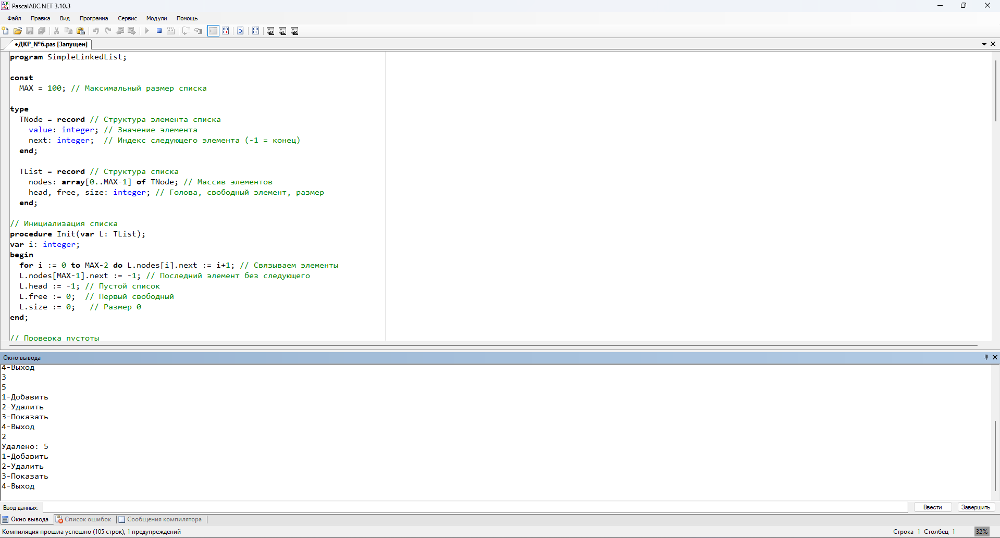 PascalABC.NET 3.10.3
Файл Правка Вид Программа Сервис Модули Помощь
•ДКР_№6.pas [Запущен]
program SimpleLinkedList;
const
MAX = 100; // Максимальный размер списка
type
TNode = record // Структура элемента списка
value: integer; // Значение элемента
next: integer;  // Индекс следующего элемента (-1 = конец)
end;
TList = record // Структура списка
nodes: array[0..MAX-1] of TNode; // Массив элементов
head, free, size: integer; // Голова, свободный элемент, размер
end;
// Инициализация списка
procedure Init(var L: TList);
var i: integer;
begin
for i := 0 to MAX-2 do L.nodes[i].next := i+1; // Связываем элементы
L.nodes[MAX-1].next := -1; // Последний элемент без следующего
L.head := -1; // Пустой список
L.free := 0;  // Первый свободный
L.size := 0;   // Размер 0
end;
// Проверка пустоты
Окно вывода
4-Выход
3
5
1-Добавить
2-Удалить
3-Показать
4-Выход
2
Удалено: 5
1-Добавить
2-Удалить
3-Показать
4-Выход
Ввод данных: Ввести Завершить
Окно вывода Список ошибок Сообщения компилятора
Компиляция прошла успешно (105 строк), 1 предупреждений Строка 1 Столбец 1 32%